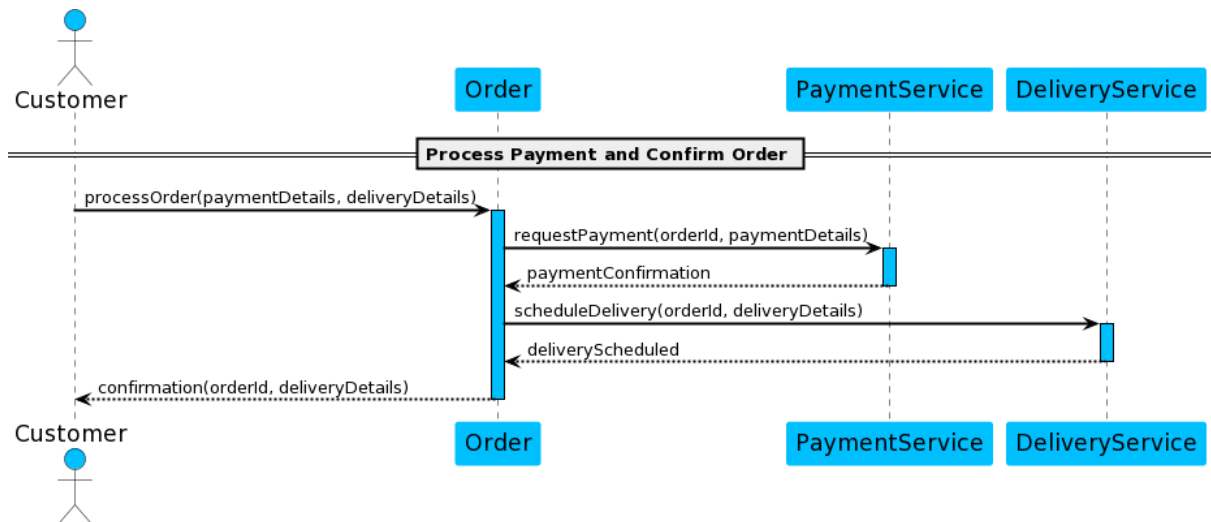 Customer
Order
PaymentService
DeliveryService
Process Payment and Confirm Order
processOrder(paymentDetails, deliveryDetails)
requestPayment(orderId, paymentDetails)
paymentConfirmation
scheduleDelivery(orderId, deliveryDetails)
deliveryScheduled
confirmation(orderId, deliveryDetails)
Customer
Order
PaymentService
DeliveryService